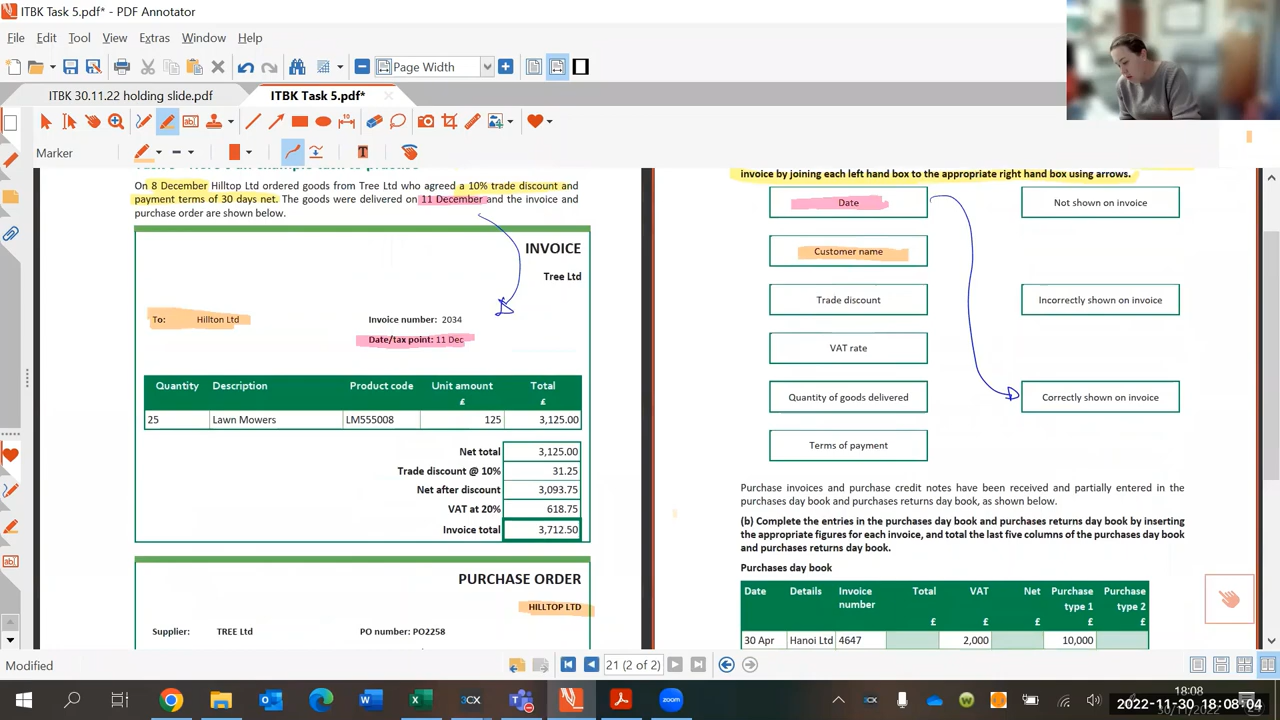 ITBK Task 5.pdf* - PDF Annotator
File Edit Tool View Extras Window Help
Page Width
ITBK 30.11.22 holding slide.pdf
ITBK Task 5.pdf*
Marker
On 8 December Hilltop Ltd ordered goods from Tree Ltd who agreed a 10% trade discount and
payment terms of 30 days net. The goods were delivered on 11 December and the invoice and
purchase order are shown below.
INVOICE
Tree Ltd
To: Hillton Ltd
Invoice number: 2034
Date/tax point: 11 Dec
Quantity Description Product code Unit amount Total
£ £
25 Lawn Mowers LM555008 125 3,125.00
Net total 3,125.00
Trade discount @ 10% 31.25
Net after discount 3,093.75
VAT at 20% 618.75
Invoice total 3,712.50
PURCHASE ORDER
HILLTOP LTD
Supplier: TREE Ltd PO number: PO2258
invoice by joining each left hand box to the appropriate right hand box using arrows.
Date Not shown on invoice
Customer name
Trade discount Incorrectly shown on invoice
VAT rate
Quantity of goods delivered Correctly shown on invoice
Terms of payment
Purchase invoices and purchase credit notes have been received and partially entered in the
purchases day book and purchases returns day book, as shown below.
(b) Complete the entries in the purchases day book and purchases returns day book by inserting
the appropriate figures for each invoice, and total the last five columns of the purchases day book
and purchases returns day book.
Purchases day book
Date Details Invoice Total VAT Net Purchase Purchase
number type 1 type 2
£ £ £ £ £
30 Apr Hanoi Ltd 4647 2,000 10,000
Modified
21 (2 of 2)
18:08
2022-11-30 18:08:04